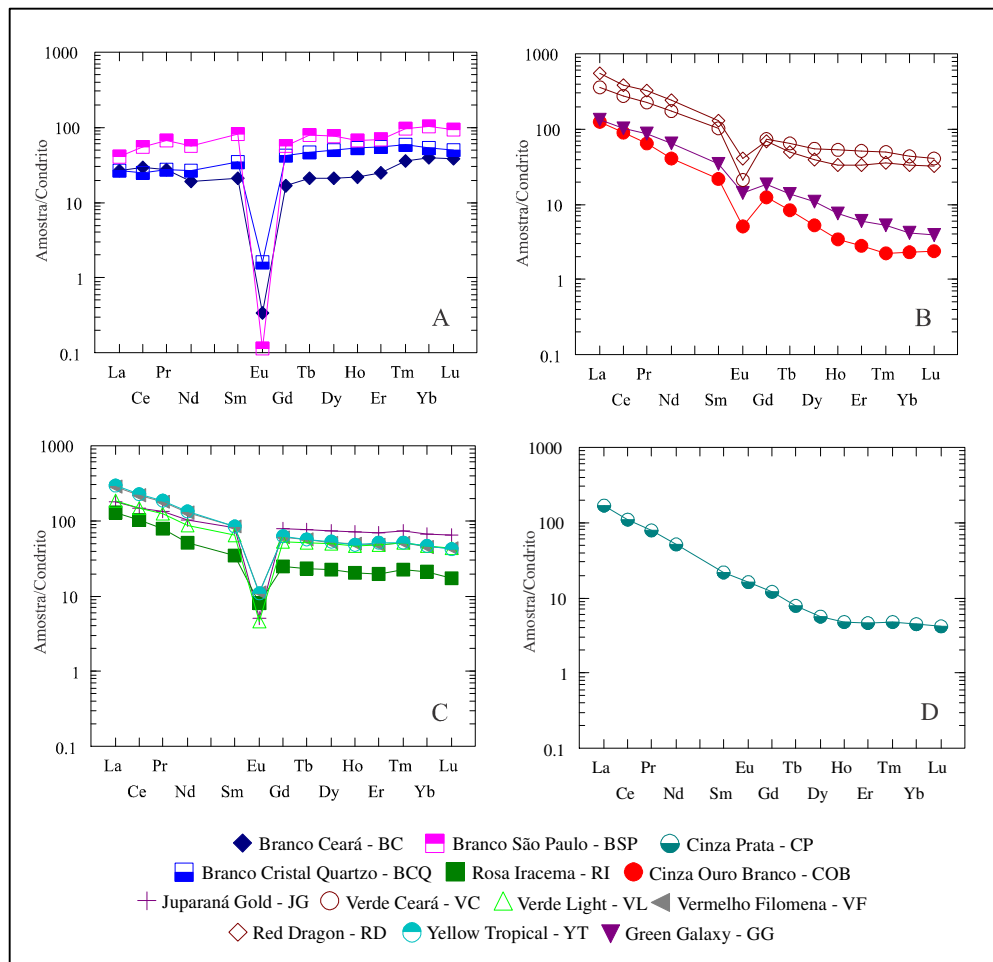 1000
100
10
1
0.1
Amostra/Condrito
A
La Pr Eu Tb Ho Tm Lu
Ce Nd Sm Gd Dy Er Yb
1000
100
10
1
0.1
Amostra/Condrito
B
La Pr Eu Tb Ho Tm Lu
Ce Nd Sm Gd Dy Er Yb
1000
100
10
1
0.1
Amostra/Condrito
C
La Pr Eu Tb Ho Tm Lu
Ce Nd Sm Gd Dy Er Yb
1000
100
10
1
0.1
Amostra/Condrito
D
La Pr Eu Tb Ho Tm Lu
Ce Nd Sm Gd Dy Er Yb
Branco Ceará - BC Branco São Paulo - BSP Cinza Prata - CP
Branco Cristal Quartzo - BCQ Rosa Iracema - RI Cinza Ouro Branco - COB
Juparaná Gold - JG Verde Ceará - VC Verde Light - VL Vermelho Filomena - VF
Red Dragon - RD Yellow Tropical - YT Green Galaxy - GG